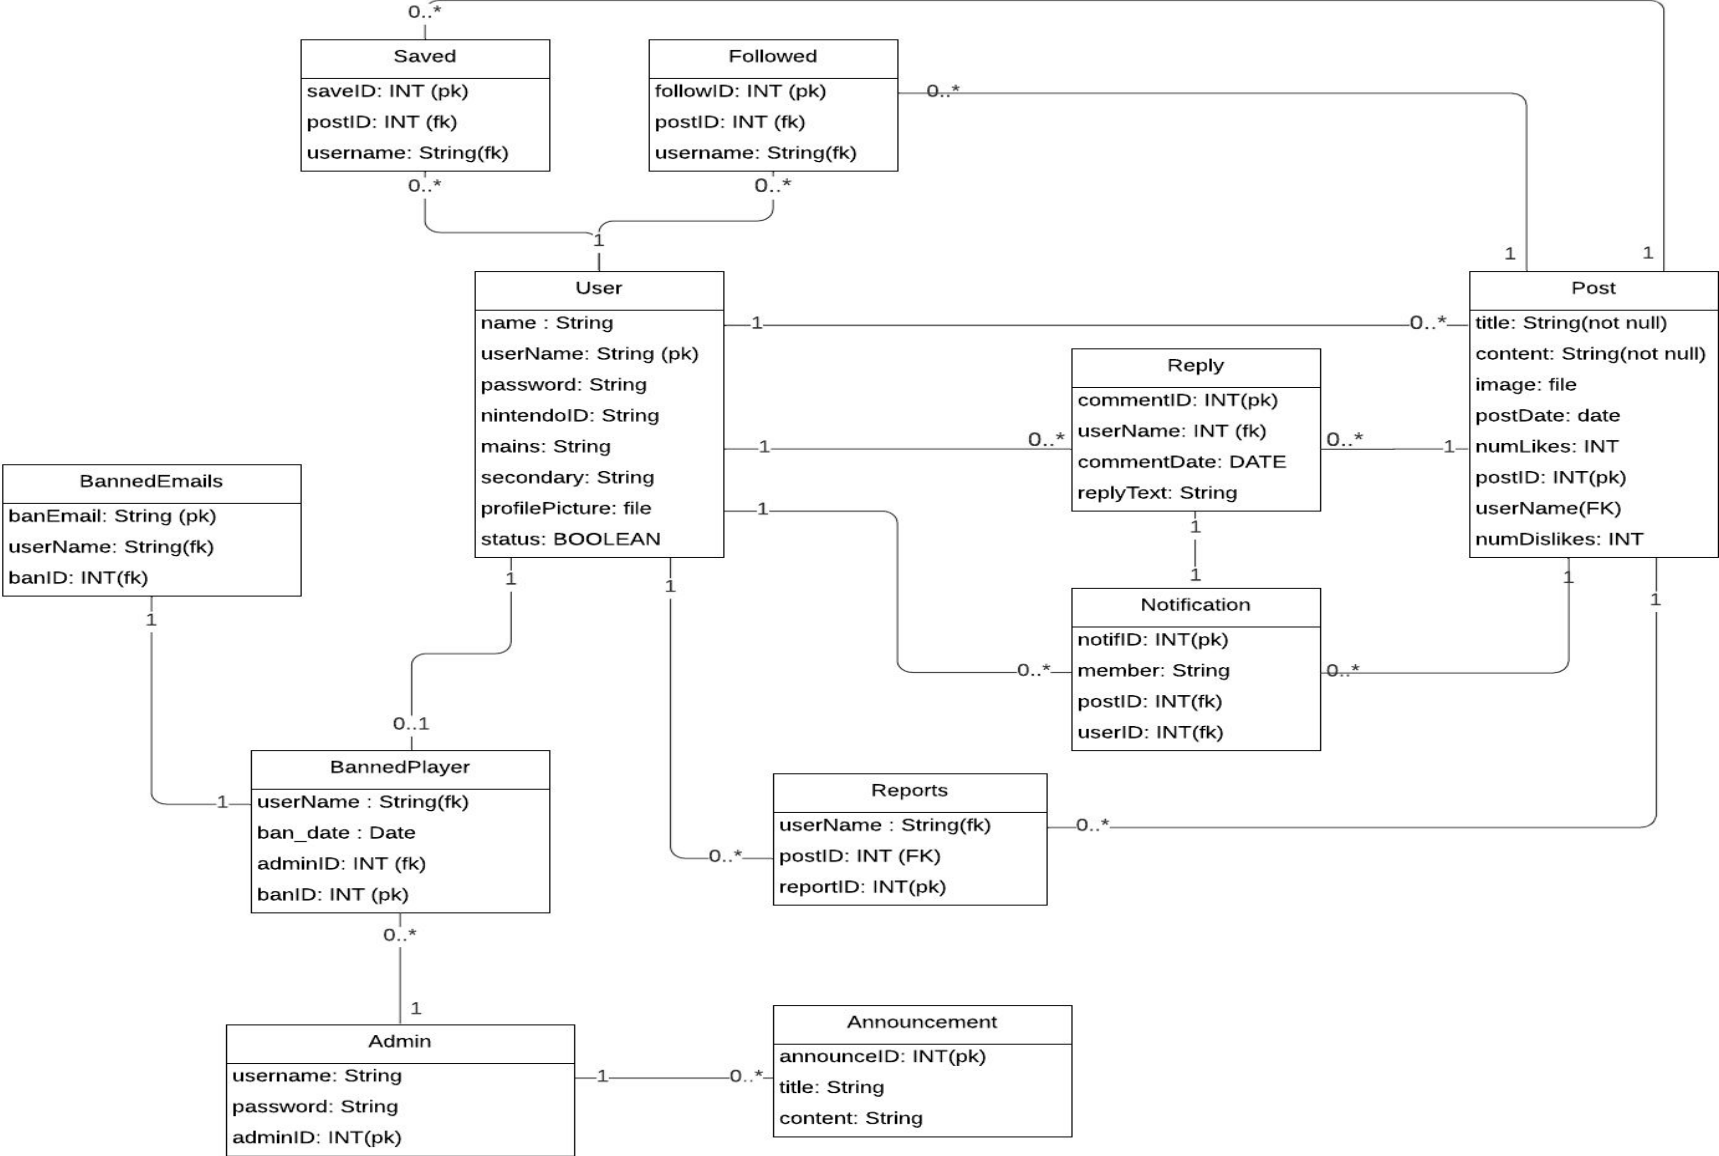 0..*
Saved
saveID: INT (pk)
postID: INT (fk)
username: String(fk)
0..*
Followed
followID: INT (pk)
postID: INT (fk)
username: String(fk)
0..*
0..*
1
1
1
User
name : String
userName: String (pk)
password: String
nintendoID: String
mains: String
secondary: String
profilePicture: file
status: BOOLEAN
1
0..*
1
0..*
1
0..*
Post
title: String(not null)
content: String(not null)
image: file
postDate: date
numLikes: INT
postID: INT(pk)
userName(FK)
numDislikes: INT
Reply
commentID: INT(pk)
userName: INT (fk)
commentDate: DATE
replyText: String
0..*
1
1
1
Notification
notifID: INT(pk)
member: String
postID: INT(fk)
userID: INT(fk)
0..*
1
1
BannedEmails
banEmail: String (pk)
userName: String(fk)
banID: INT(fk)
1
1
1
0..1
BannedPlayer
userName : String(fk)
ban_date : Date
adminID: INT (fk)
banID: INT (pk)
1
0..*
Reports
userName : String(fk)
postID: INT (FK)
reportID: INT(pk)
0..*
0..*
1
Admin
username: String
password: String
adminID: INT(pk)
1
0..*
Announcement
announceID: INT(pk)
title: String
content: String